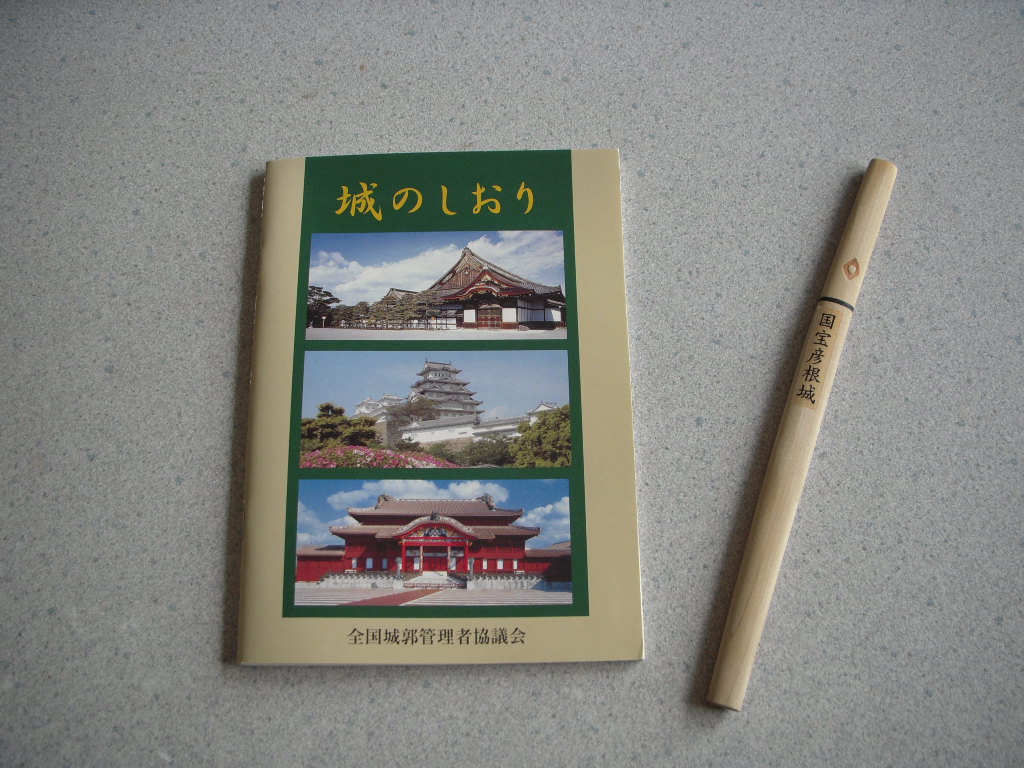 城のしおり
全国城郭管理者協議会
国宝彦根城